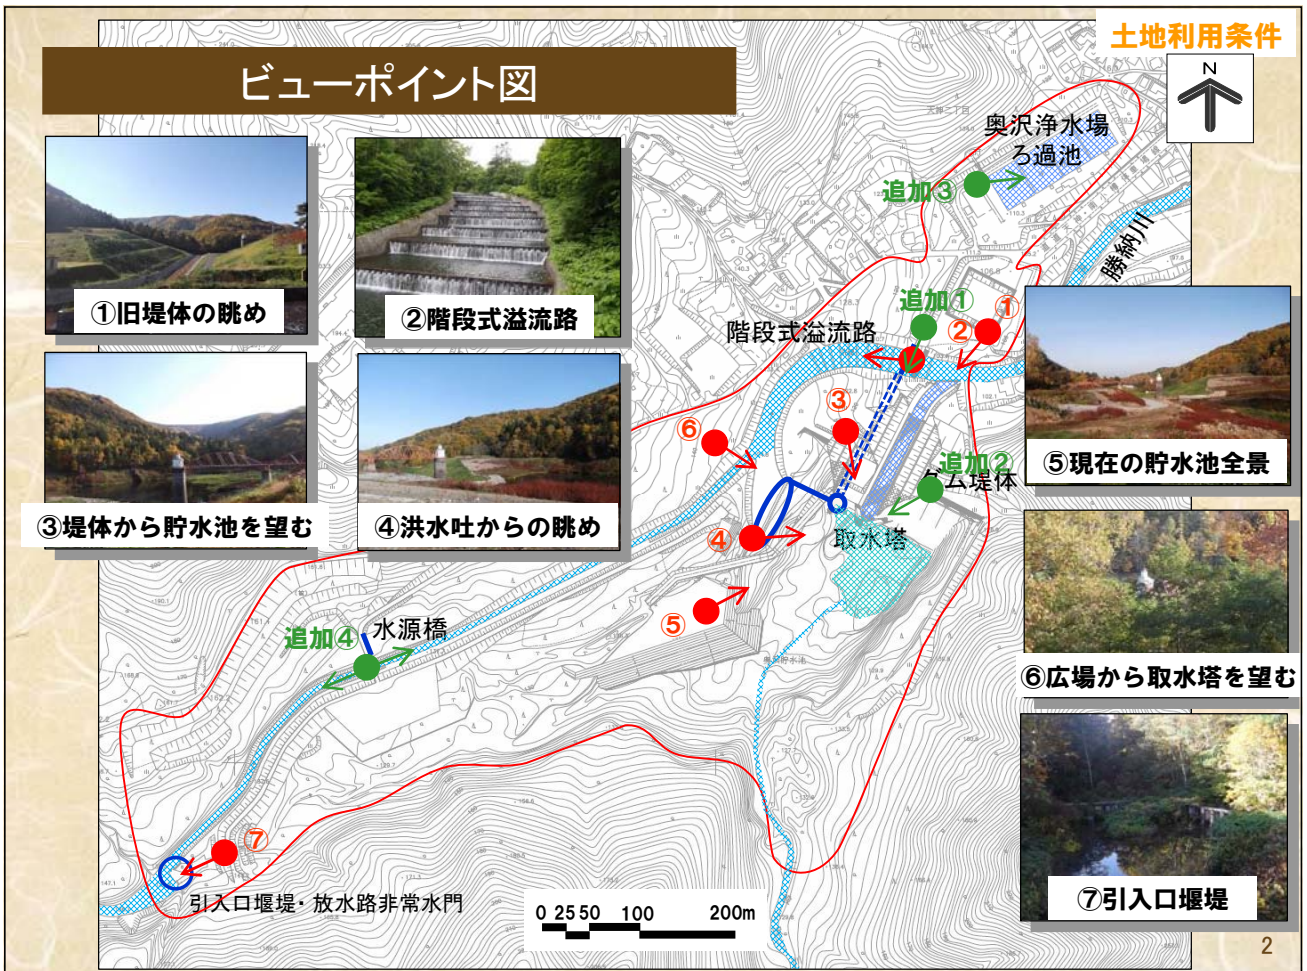 土地利用条件
ビューポイント図
N
奥沢浄水場
ろ過池
追加③
勝納川
①旧堤体の眺め
②階段式溢流路
追加①
①
②
階段式溢流路
③堤体から貯水池を望む
④洪水吐からの眺め
③
⑥
追加②
ダム堤体
⑤現在の貯水池全景
④
取水塔
⑤
追加④
水源橋
⑥広場から取水塔を望む
⑦
引入口堰堤・放水路非常水門
⑦引入口堰堤
0 25 50 100 200m
2